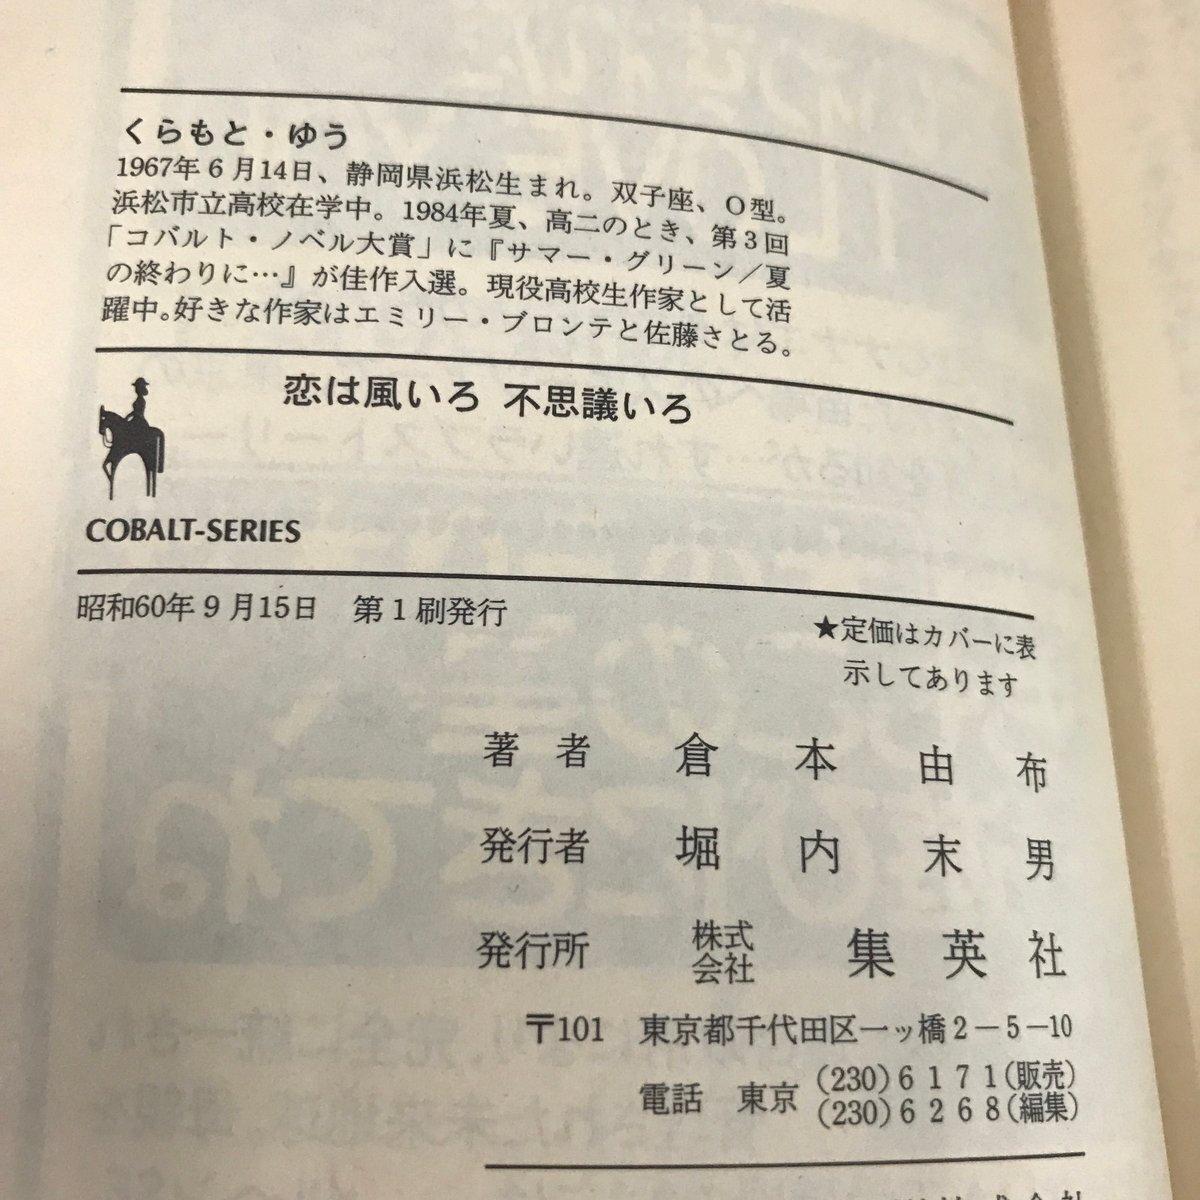 くらもと・ゆう
1967年6月14日、静岡県浜松生まれ。双子座、O型。
浜松市立高校在学中。1984年夏、高二のとき、第3回
「コバルト・ノベル大賞」に『サマー・グリーン／夏
の終わりに…』が佳作入選。現役高校生作家として活
躍中。好きな作家はエミリー・ブロンテと佐藤さとる。
恋は風いろ 不思議いろ
COBALT-SERIES
昭和60年9月15日 第1刷発行
★定価はカバーに表
示してあります
著者 倉本由布
発行者 堀内末男
発行所 株式会社 集英社
〒101 東京都千代田区一ッ橋2－5－10
電話 東京 (230)6171(販売)
(230)6268(編集)